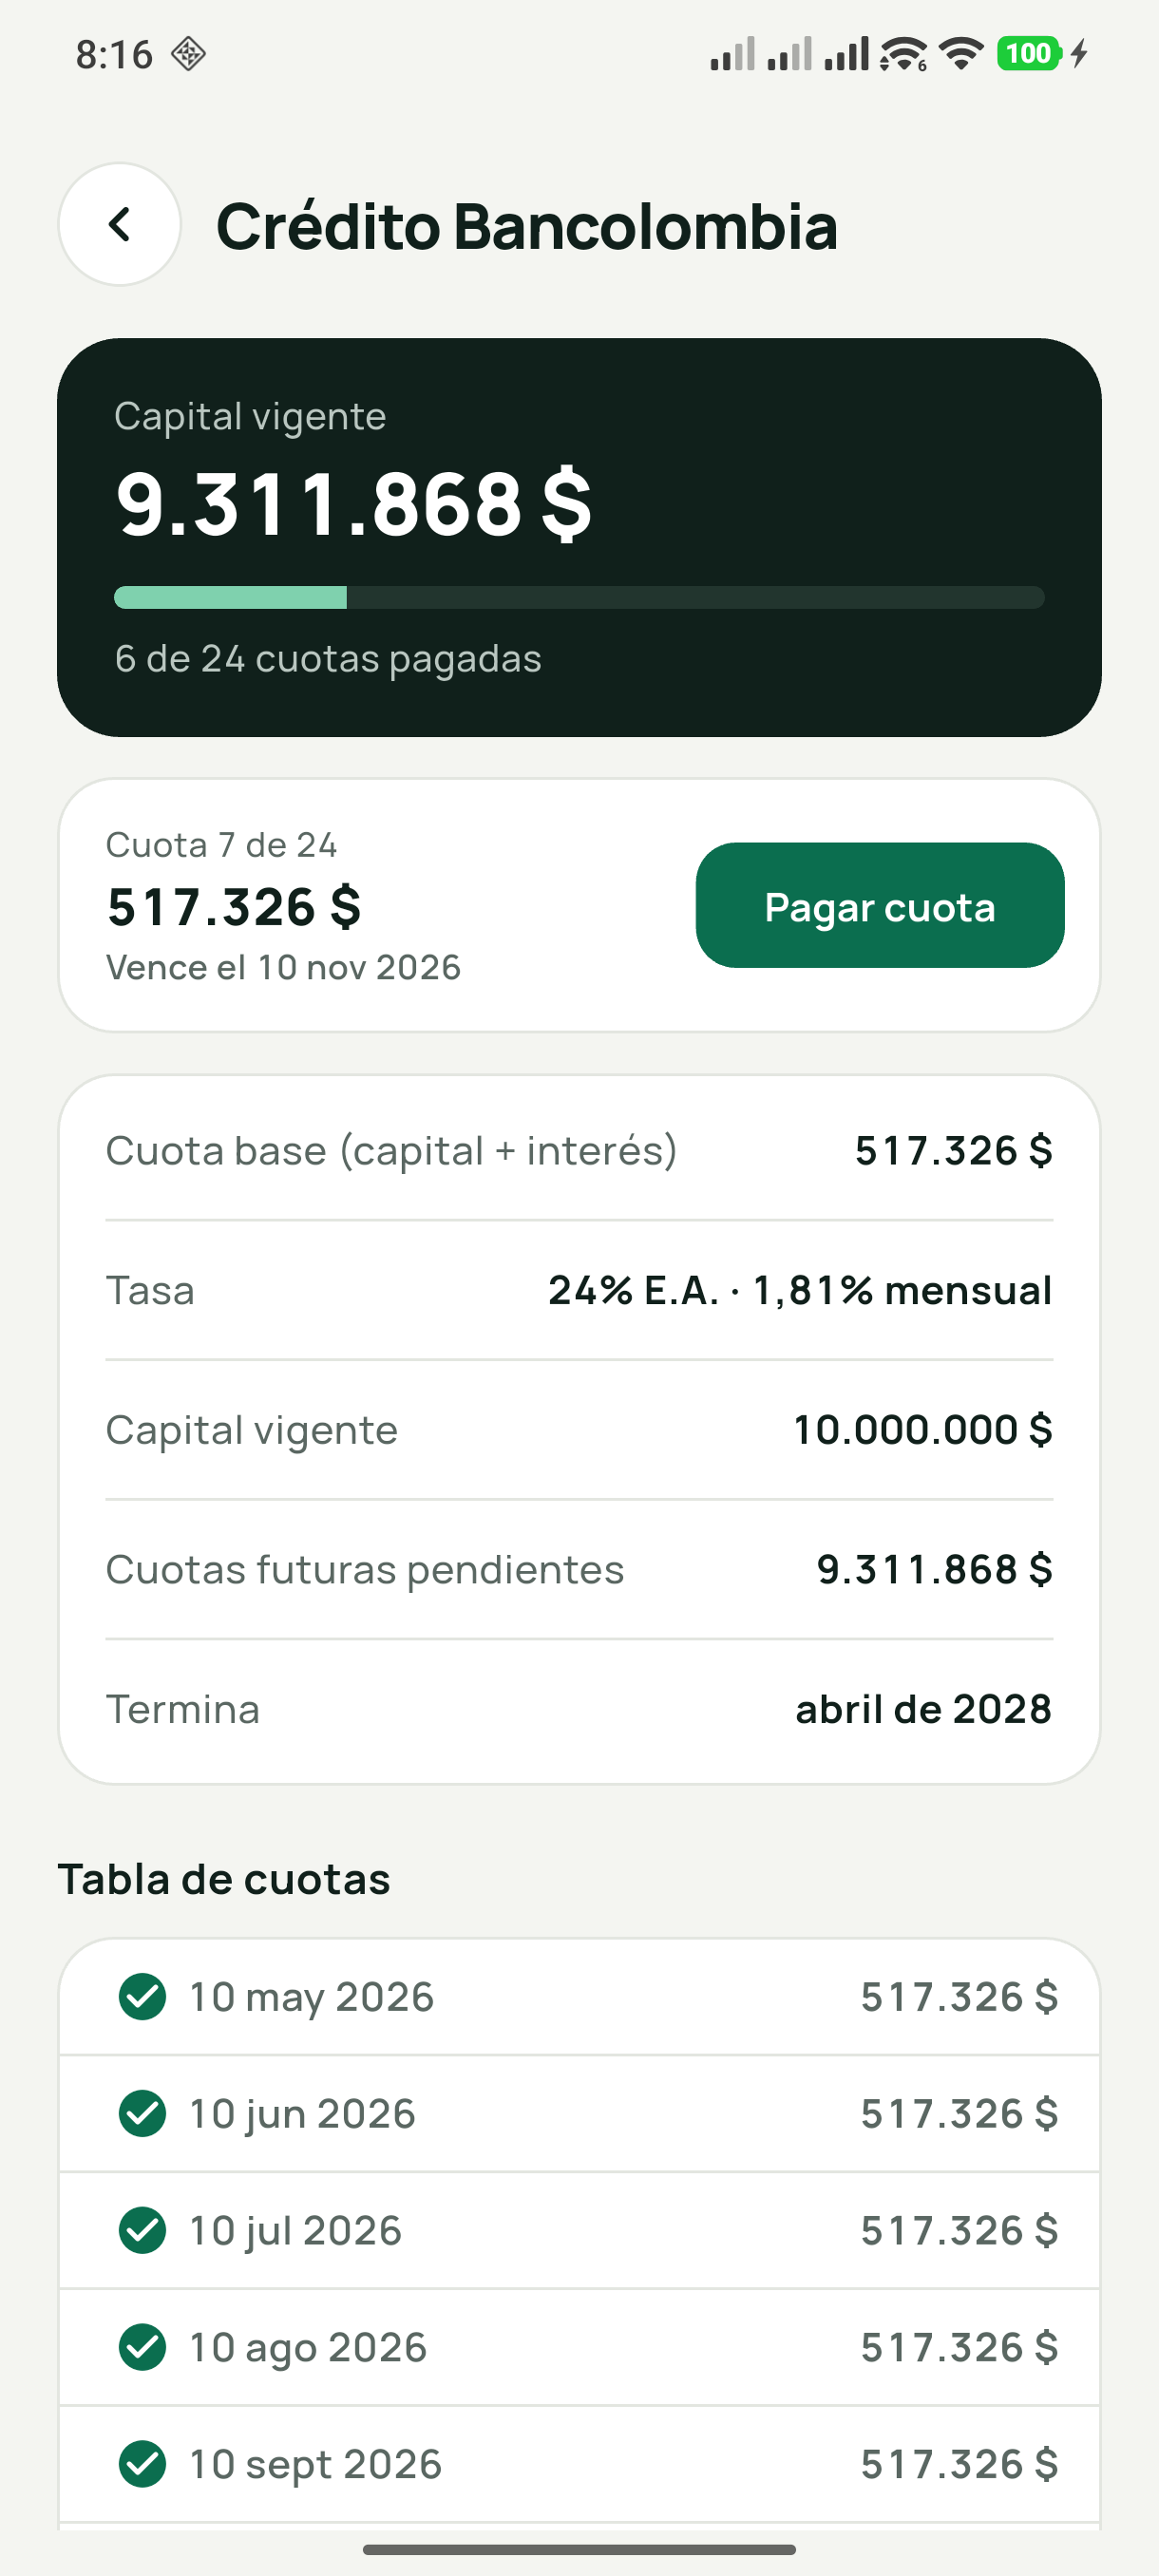 8:16
6
100
Crédito Bancolombia
Capital vigente
9.311.868 $
6 de 24 cuotas pagadas
Cuota 7 de 24
517.326 $
Vence el 10 nov 2026
Pagar cuota
Cuota base (capital + interés) 517.326 $
Tasa 24% E.A. · 1,81% mensual
Capital vigente 10.000.000 $
Cuotas futuras pendientes 9.311.868 $
Termina abril de 2028
Tabla de cuotas
10 may 2026 517.326 $
10 jun 2026 517.326 $
10 jul 2026 517.326 $
10 ago 2026 517.326 $
10 sept 2026 517.326 $